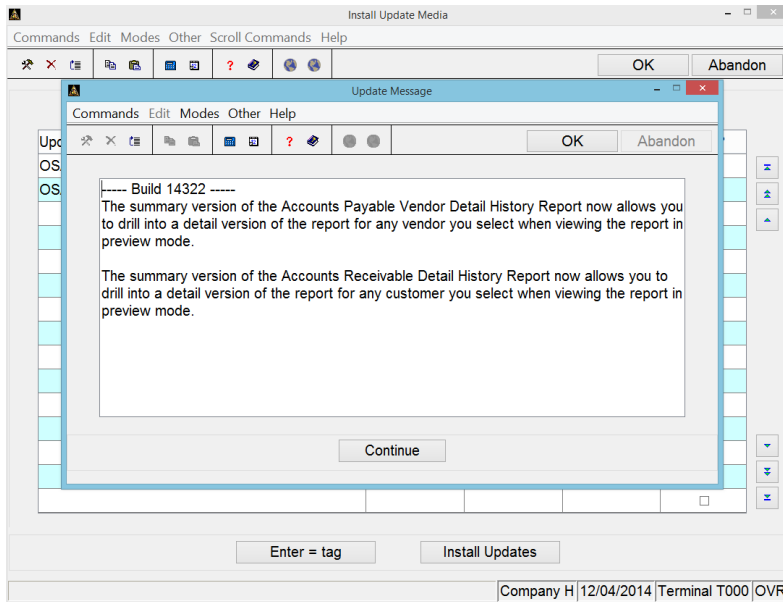 Install Update Media
Commands Edit Modes Other Scroll Commands Help
OK Abandon
Update Message
Commands Edit Modes Other Help
OK Abandon
OS
OS
----- Build 14322 -----
The summary version of the Accounts Payable Vendor Detail History Report now allows you
to drill into a detail version of the report for any vendor you select when viewing the report in
preview mode.
The summary version of the Accounts Receivable Detail History Report now allows you to
drill into a detail version of the report for any customer you select when viewing the report in
preview mode.
Continue
Enter = tag Install Updates
Company H 12/04/2014 Terminal T000 OVR